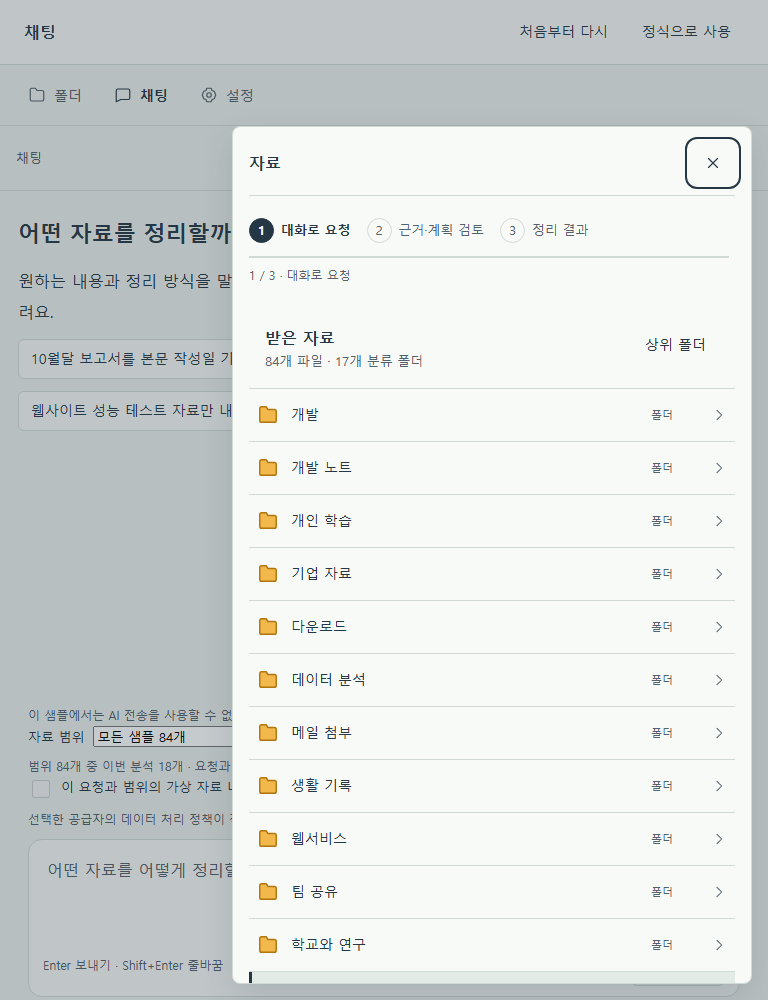 채팅
처음부터 다시
정식으로 사용
폴더
채팅
설정
채팅
어떤 자료를 정리할까
원하는 내용과 정리 방식을 말
려요.
10월달 보고서를 본문 작성일 기
웹사이트 성능 테스트 자료만 내
이 샘플에서는 AI 전송을 사용할 수 없
자료 범위 모든 샘플 84개
범위 84개 중 이번 분석 18개 · 요청과
이 요청과 범위의 가상 자료 내
선택한 공급자의 데이터 처리 정책이
어떤 자료를 어떻게 정리할
Enter 보내기 · Shift+Enter 줄바꿈
자료
1 대화로 요청
2 근거·계획 검토
3 정리 결과
1 / 3 · 대화로 요청
받은 자료
84개 파일 · 17개 분류 폴더
상위 폴더
개발 폴더
개발 노트 폴더
개인 학습 폴더
기업 자료 폴더
다운로드 폴더
데이터 분석 폴더
메일 첨부 폴더
생활 기록 폴더
웹서비스 폴더
팀 공유 폴더
학교와 연구 폴더